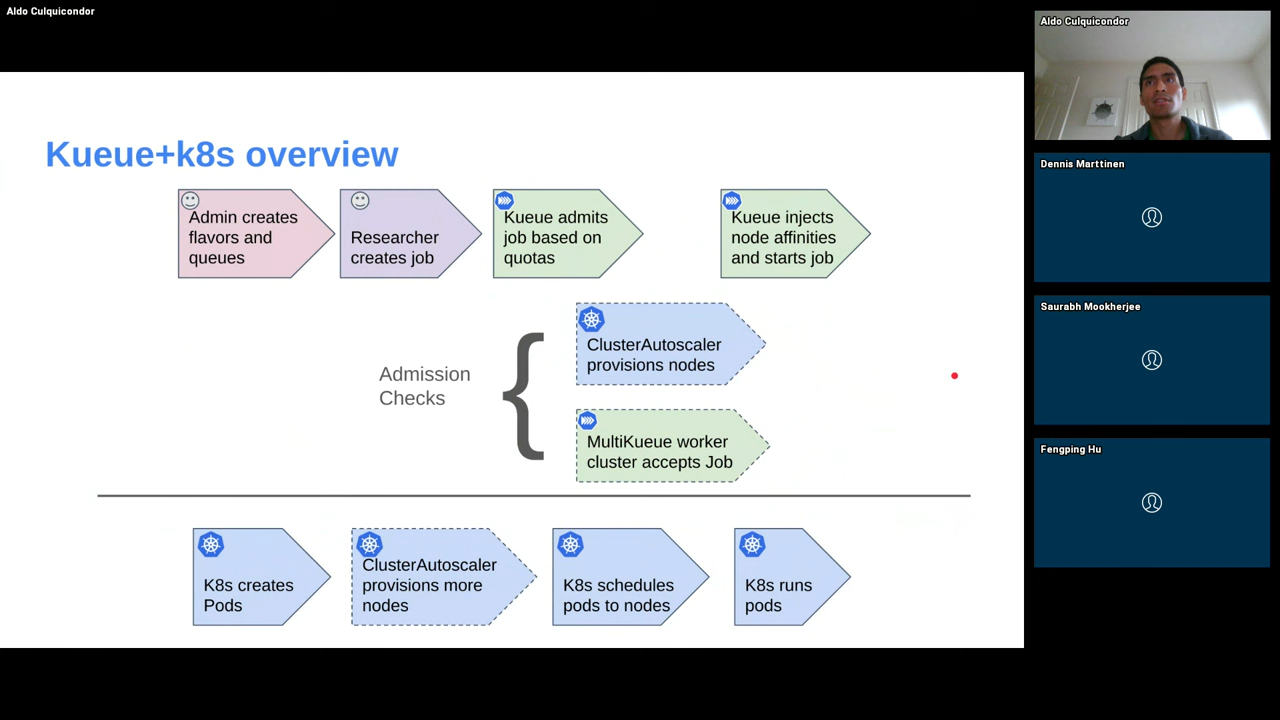 Aldo Culquicondor
Kueue+k8s overview
Admin creates
flavors and
queues
Researcher
creates job
Kueue admits
job based on
quotas
Kueue injects
node affinities
and starts job
Admission
Checks
{
ClusterAutoscaler
provisions nodes
MultiKueue worker
cluster accepts Job
K8s creates
Pods
ClusterAutoscaler
provisions more
nodes
K8s schedules
pods to nodes
K8s runs
pods
Aldo Culquicondor
Dennis Marttinen
Saurabh Mookherjee
Fengping Hu